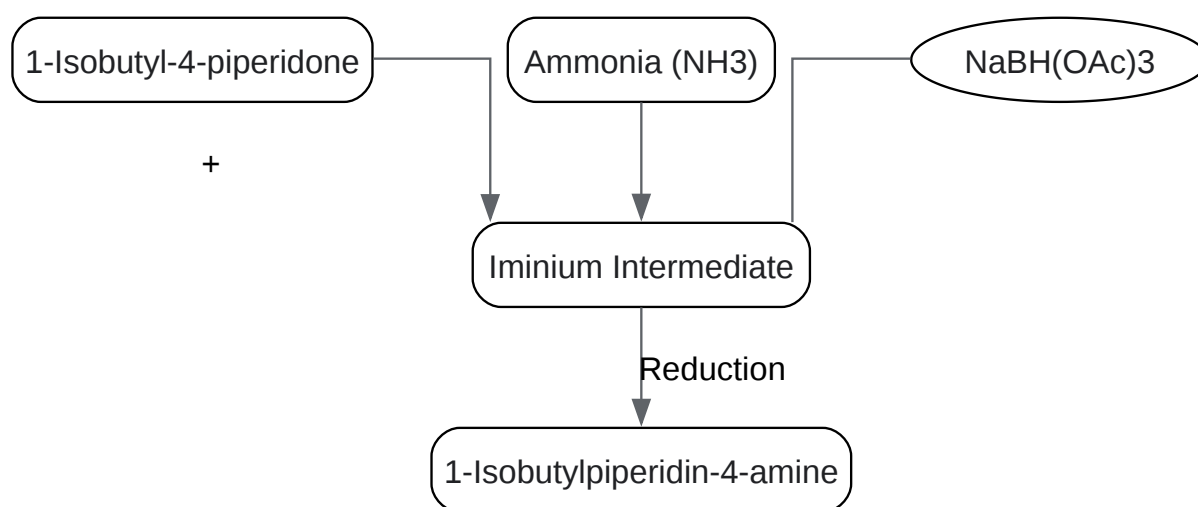 1-Isobutyl-4-piperidone
Ammonia (NH3)
NaBH(OAc)3
+
Iminium Intermediate
Reduction
1-Isobutylpiperidin-4-amine